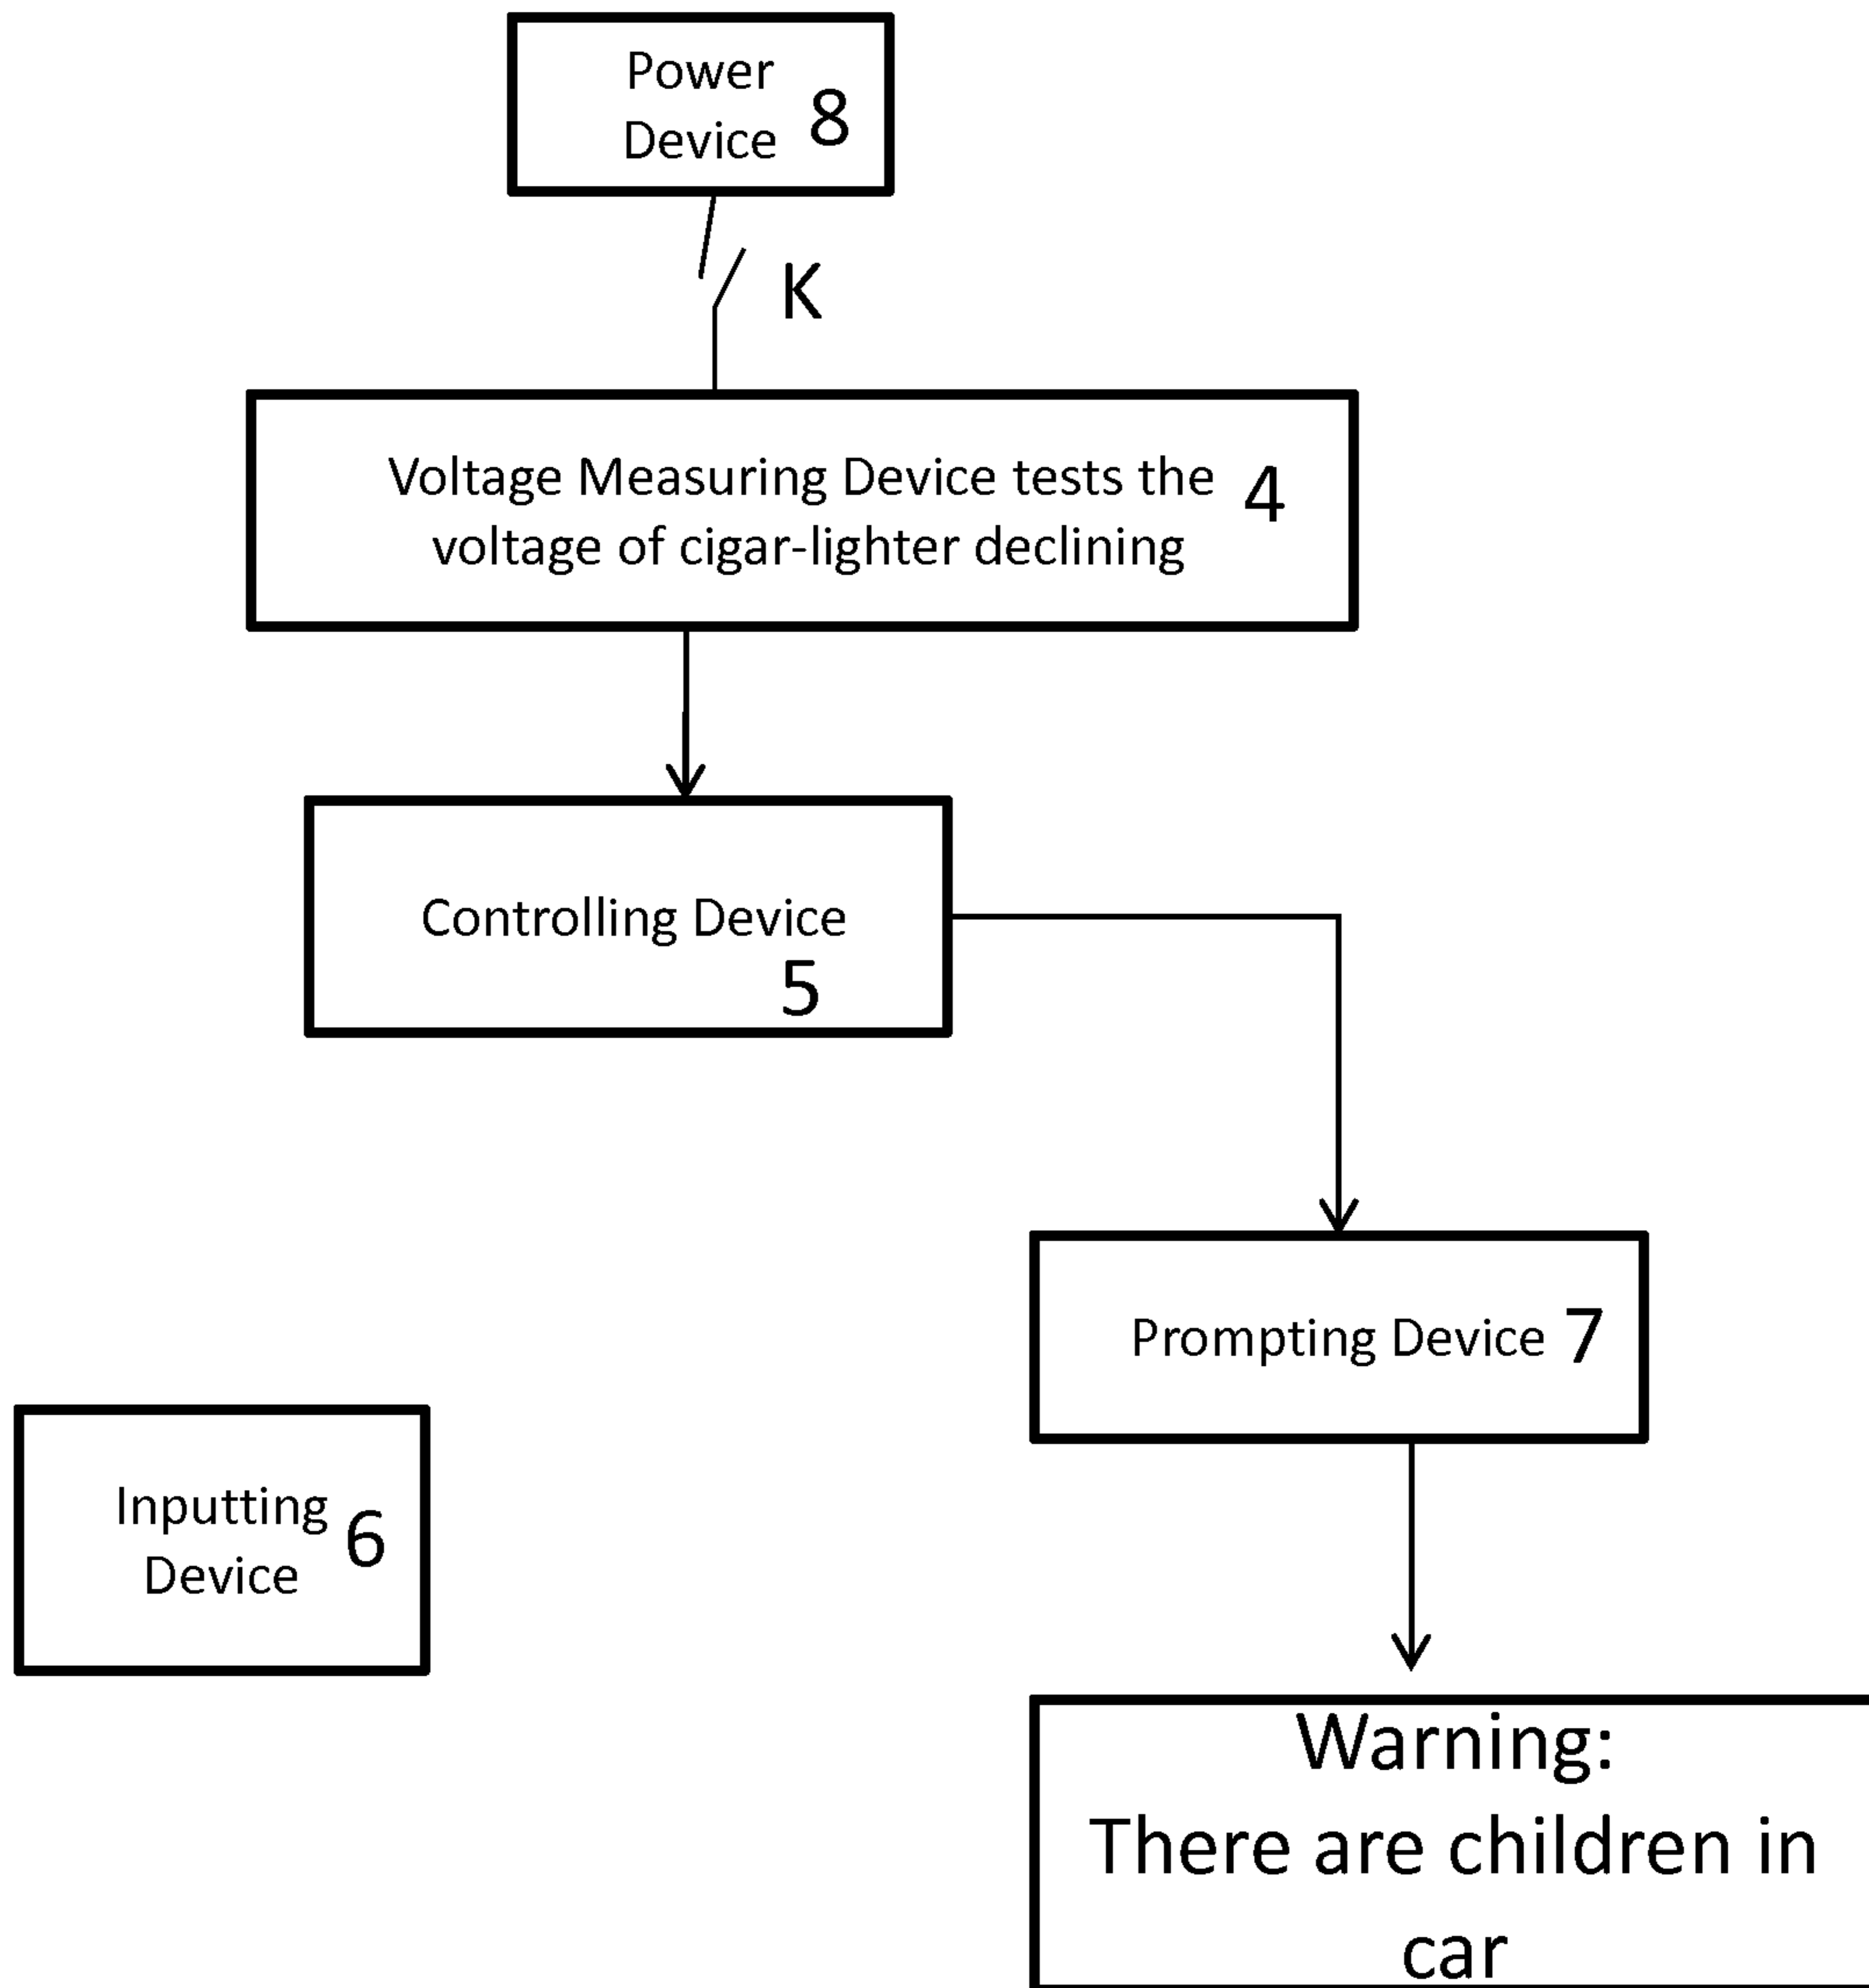 Power
Device 8
K
Voltage Measuring Device tests the 4
voltage of cigar-lighter declining
Controlling Device
5
Prompting Device 7
Inputting
Device 6
Warning:
There are children in
car